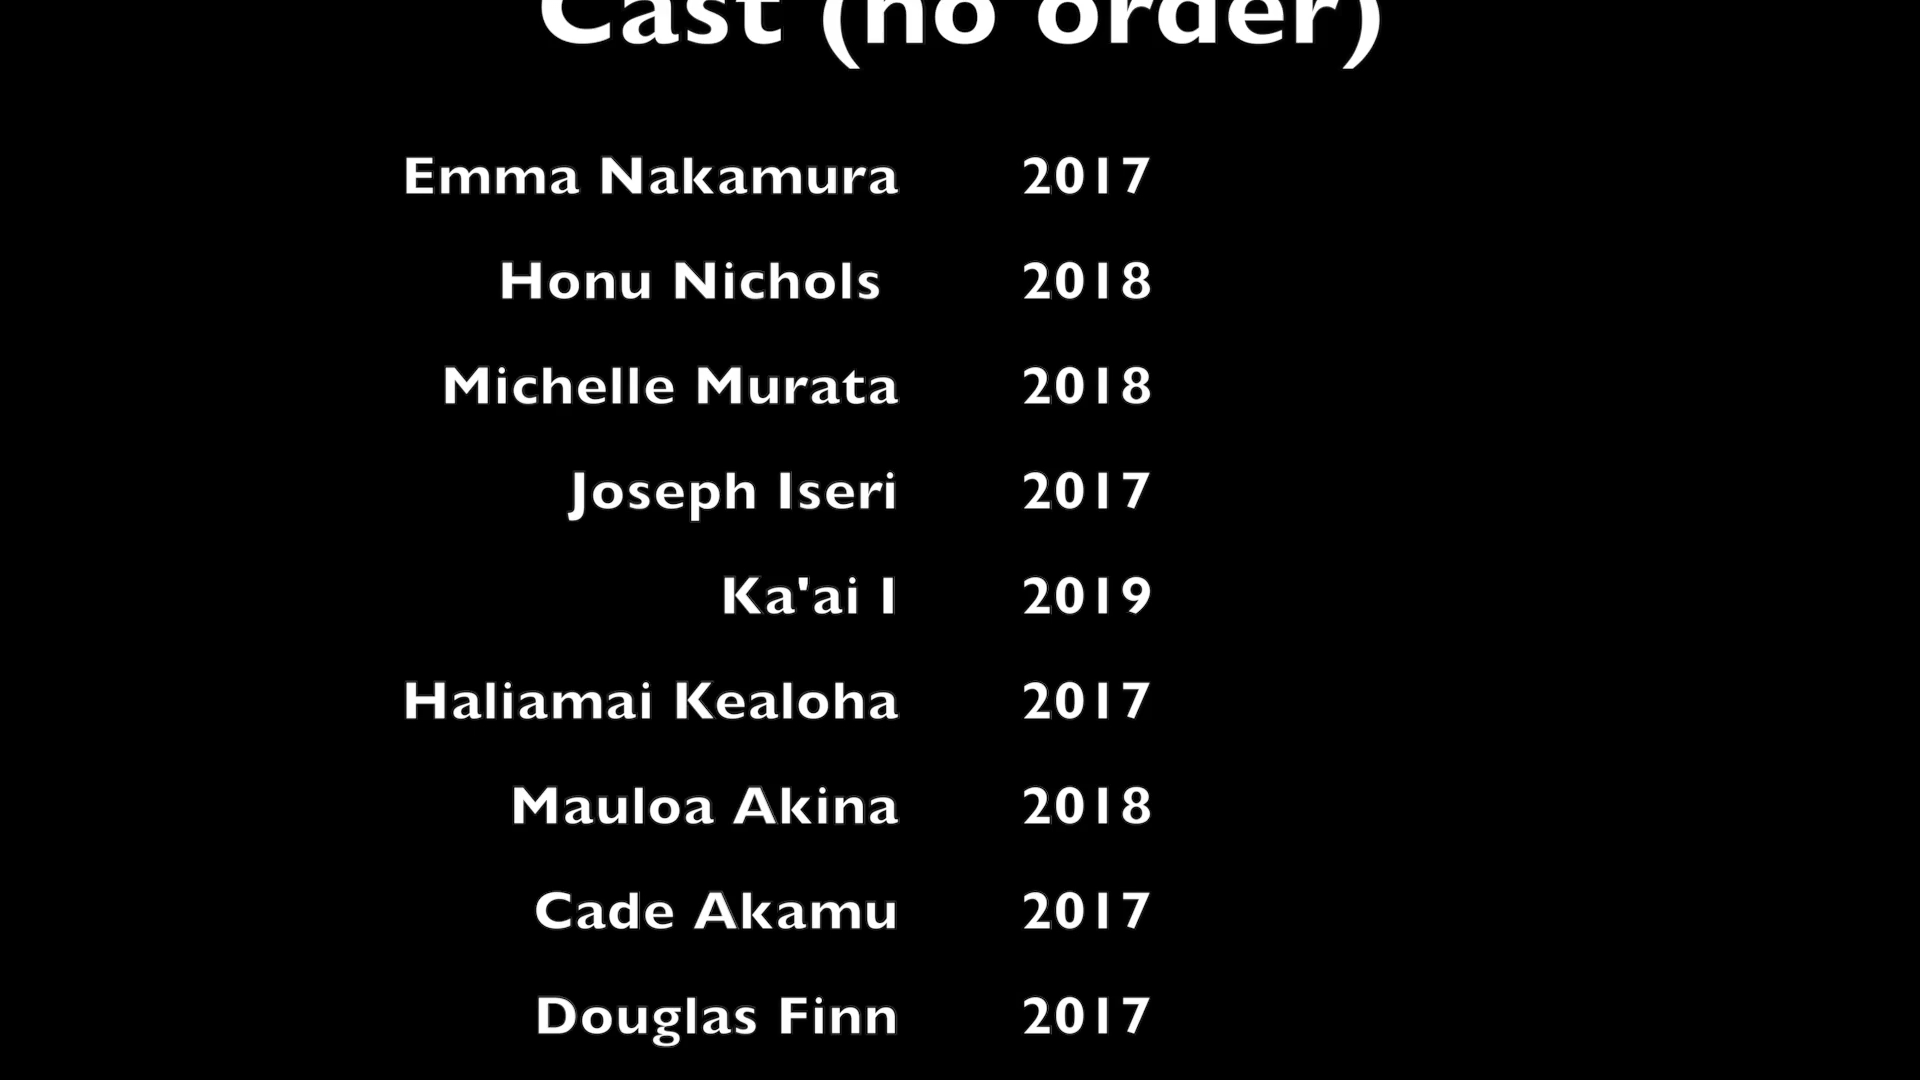 Cast (no order)
Emma Nakamura 2017
Honu Nichols 2018
Michelle Murata 2018
Joseph Iseri 2017
Ka'ai I 2019
Haliamai Kealoha 2017
Mauloa Akina 2018
Cade Akamu 2017
Douglas Finn 2017